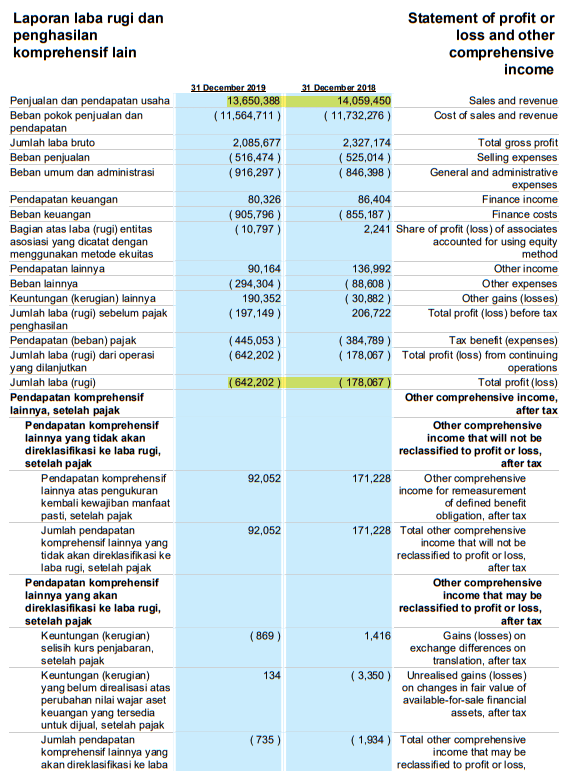 Laporan laba rugi dan
penghasilan
komprehensif lain
Statement of profit or
loss and other
comprehensive
income
31 December 2019 31 December 2018
Penjualan dan pendapatan usaha 13,650,388 14,059,450 Sales and revenue
Beban pokok penjualan dan ( 11,564,711 ) ( 11,732,276 ) Cost of sales and revenue
pendapatan
Jumlah laba bruto 2,085,677 2,327,174 Total gross profit
Beban penjualan ( 516,474 ) ( 525,014 ) Selling expenses
Beban umum dan administrasi ( 916,297 ) ( 846,398 ) General and administrative
expenses
Pendapatan keuangan 80,326 86,404 Finance income
Beban keuangan ( 905,796 ) ( 855,187 ) Finance costs
Bagian atas laba (rugi) entitas ( 10,797 ) 2,241 Share of profit (loss) of associates
asosiasi yang dicatat dengan accounted for using equity
menggunakan metode ekuitas method
Pendapatan lainnya 90,164 136,992 Other income
Beban lainnya ( 294,304 ) ( 88,608 ) Other expenses
Keuntungan (kerugian) lainnya 190,352 ( 30,882 ) Other gains (losses)
Jumlah laba (rugi) sebelum pajak ( 197,149 ) 206,722 Total profit (loss) before tax
penghasilan
Pendapatan (beban) pajak ( 445,053 ) ( 384,789 ) Tax benefit (expenses)
Jumlah laba (rugi) dari operasi ( 642,202 ) ( 178,067 ) Total profit (loss) from continuing
yang dilanjutkan operations
Jumlah laba (rugi) ( 642,202 ) ( 178,067 ) Total profit (loss)
Pendapatan komprehensif Other comprehensive income,
lainnya, setelah pajak after tax
Pendapatan komprehensif Other comprehensive
lainnya yang tidak akan income that will not be
direklasifikasi ke laba rugi, reclassified to profit or loss,
setelah pajak after tax
Pendapatan komprehensif 92,052 171,228 Other comprehensive
lainnya atas pengukuran income for remeasurement
kembali kewajiban manfaat of defined benefit
pasti, setelah pajak obligation, after tax
Jumlah pendapatan 92,052 171,228 Total other comprehensive
komprehensif lainnya yang income that will not be
tidak akan direklasifikasi ke reclassified to profit or loss,
laba rugi, setelah pajak after tax
Pendapatan komprehensif Other comprehensive
lainnya yang akan income that may be
direklasifikasi ke laba rugi, reclassified to profit or loss,
setelah pajak after tax
Keuntungan (kerugian) ( 869 ) 1,416 Gains (losses) on
selisih kurs penjabaran, exchange differences on
setelah pajak translation, after tax
Keuntungan (kerugian) 134 ( 3,350 ) Unrealised gains (losses)
yang belum direalisasi atas on changes in fair value of
perubahan nilai wajar aset available-for-sale financial
keuangan yang tersedia assets, after tax
untuk dijual, setelah pajak
Jumlah pendapatan ( 735 ) ( 1,934 ) Total other comprehensive
komprehensif lainnya yang income that may be
akan direklasifikasi ke laba reclassified to profit or loss,